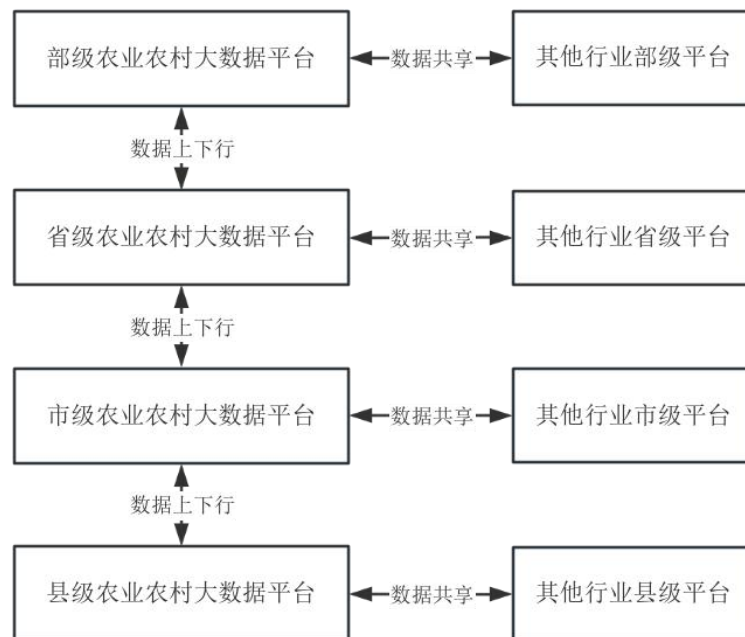 部级农业农村大数据平台
数据共享
其他行业部级平台
数据上下行
省级农业农村大数据平台
数据共享
其他行业省级平台
数据上下行
市级农业农村大数据平台
数据共享
其他行业市级平台
数据上下行
县级农业农村大数据平台
数据共享
其他行业县级平台